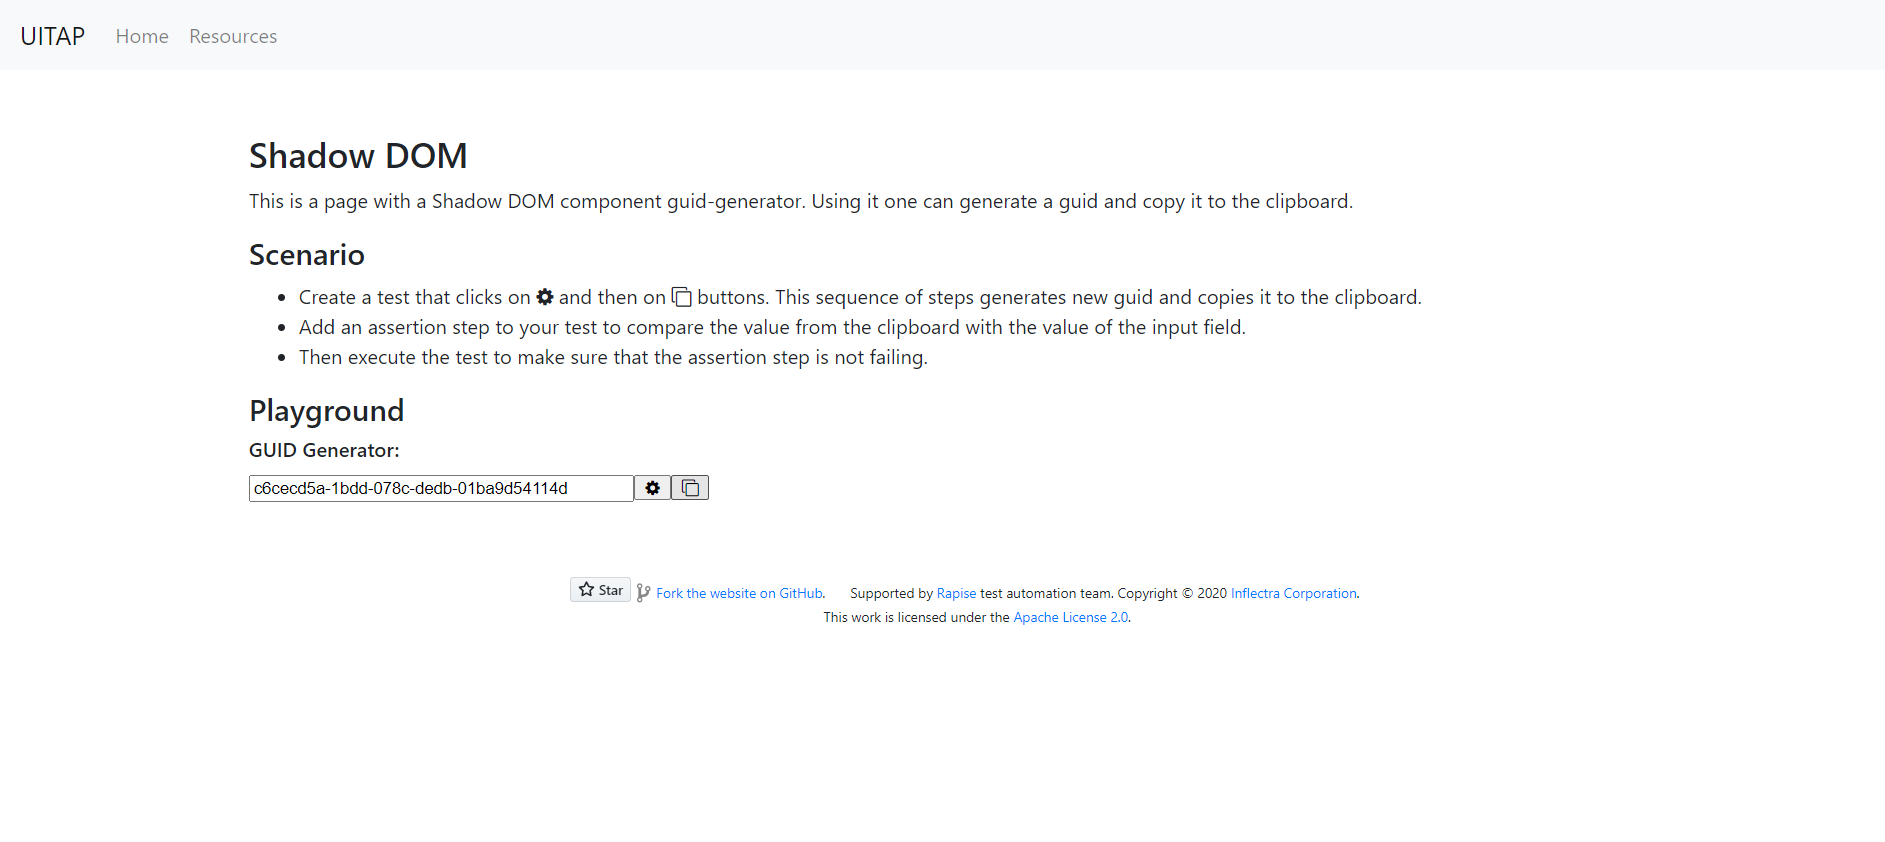 UITAP Home Resources
Shadow DOM
This is a page with a Shadow DOM component guid-generator. Using it one can generate a guid and copy it to the clipboard.
Scenario
Create a test that clicks on and then on buttons. This sequence of steps generates new guid and copies it to the clipboard.
Add an assertion step to your test to compare the value from the clipboard with the value of the input field.
Then execute the test to make sure that the assertion step is not failing.
Playground
GUID Generator:
c6cecd5a-1bdd-078c-dedb-01ba9d54114d
Star Fork the website on GitHub. Supported by Rapise test automation team. Copyright © 2020 Inflectra Corporation.
This work is licensed under the Apache License 2.0.